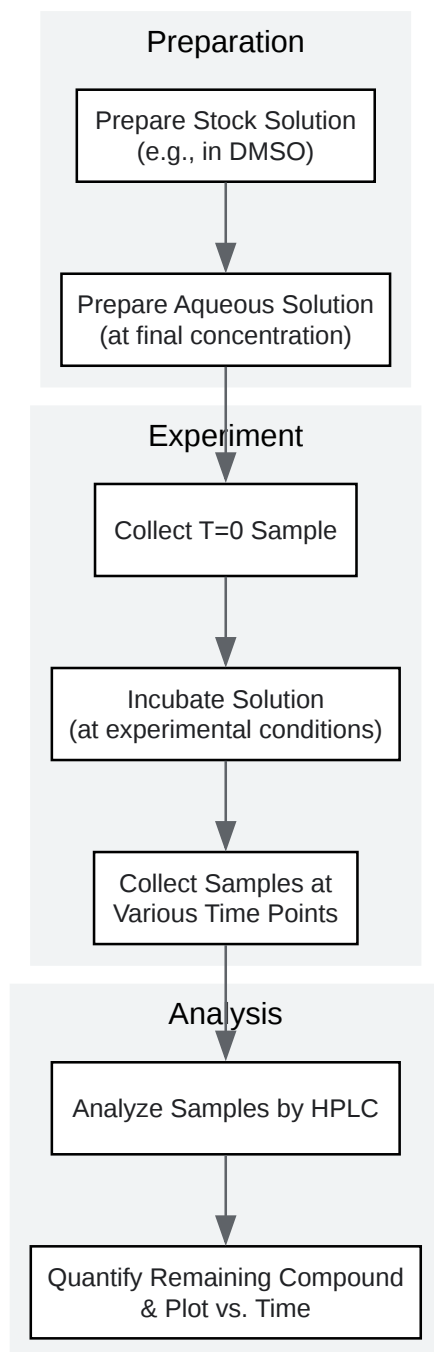 Preparation
Prepare Stock Solution
(e.g., in DMSO)
Prepare Aqueous Solution
(at final concentration)
Experiment
Collect T=0 Sample
Incubate Solution
(at experimental conditions)
Collect Samples at
Various Time Points
Analysis
Analyze Samples by HPLC
Quantify Remaining Compound
& Plot vs. Time